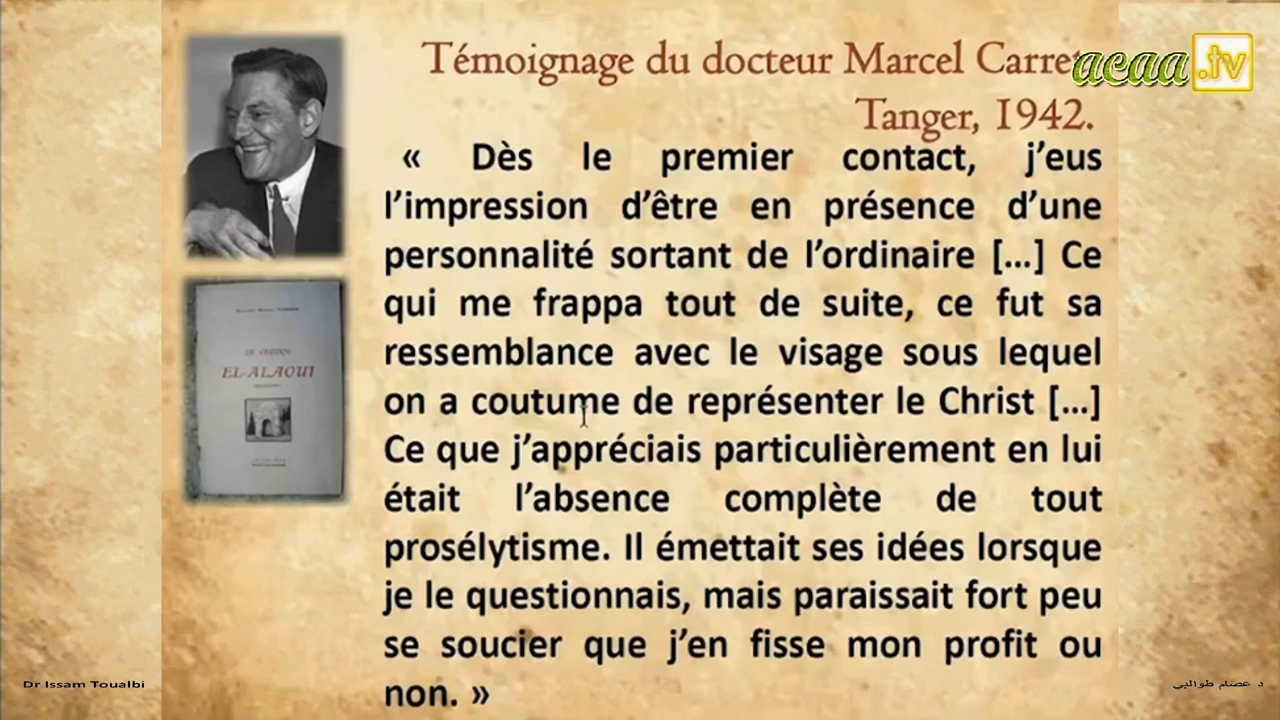 Témoignage du docteur Marcel Carret
Tanger, 1942.
acaa.tv
« Dès le premier contact, j’eus
l’impression d’être en présence d’une
personnalité sortant de l’ordinaire [...] Ce
qui me frappa tout de suite, ce fut sa
ressemblance avec le visage sous lequel
on a coutume de représenter le Christ [...]
Ce que j’appréciais particulièrement en lui
était l’absence complète de tout
prosélytisme. Il émettait ses idées lorsque
je le questionnais, mais paraissait fort peu
se soucier que j’en fisse mon profit ou
non. »
LE CHEIKH
EL-ALAOUI
Dr Issam Toualbi
د عصام طوالبي